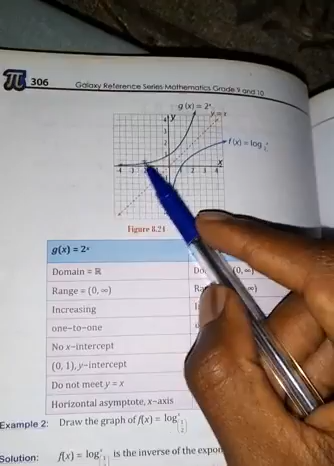 π 306
Galaxy Reference Series Mathematics Grade 9 and 10
g (x) = 2ˣ
y
y = x
f(x) = log₂ˣ
x
Figure 8.21
g(x) = 2ˣ
Domain = ℝ
Range = (0, ∞)
Increasing
one-to-one
No x-intercept
(0, 1), y-intercept
Do not meet y = x
Horizontal asymptote, x-axis
Example 2: Draw the graph of f(x) = log
Solution: f(x) = log is the inverse of the